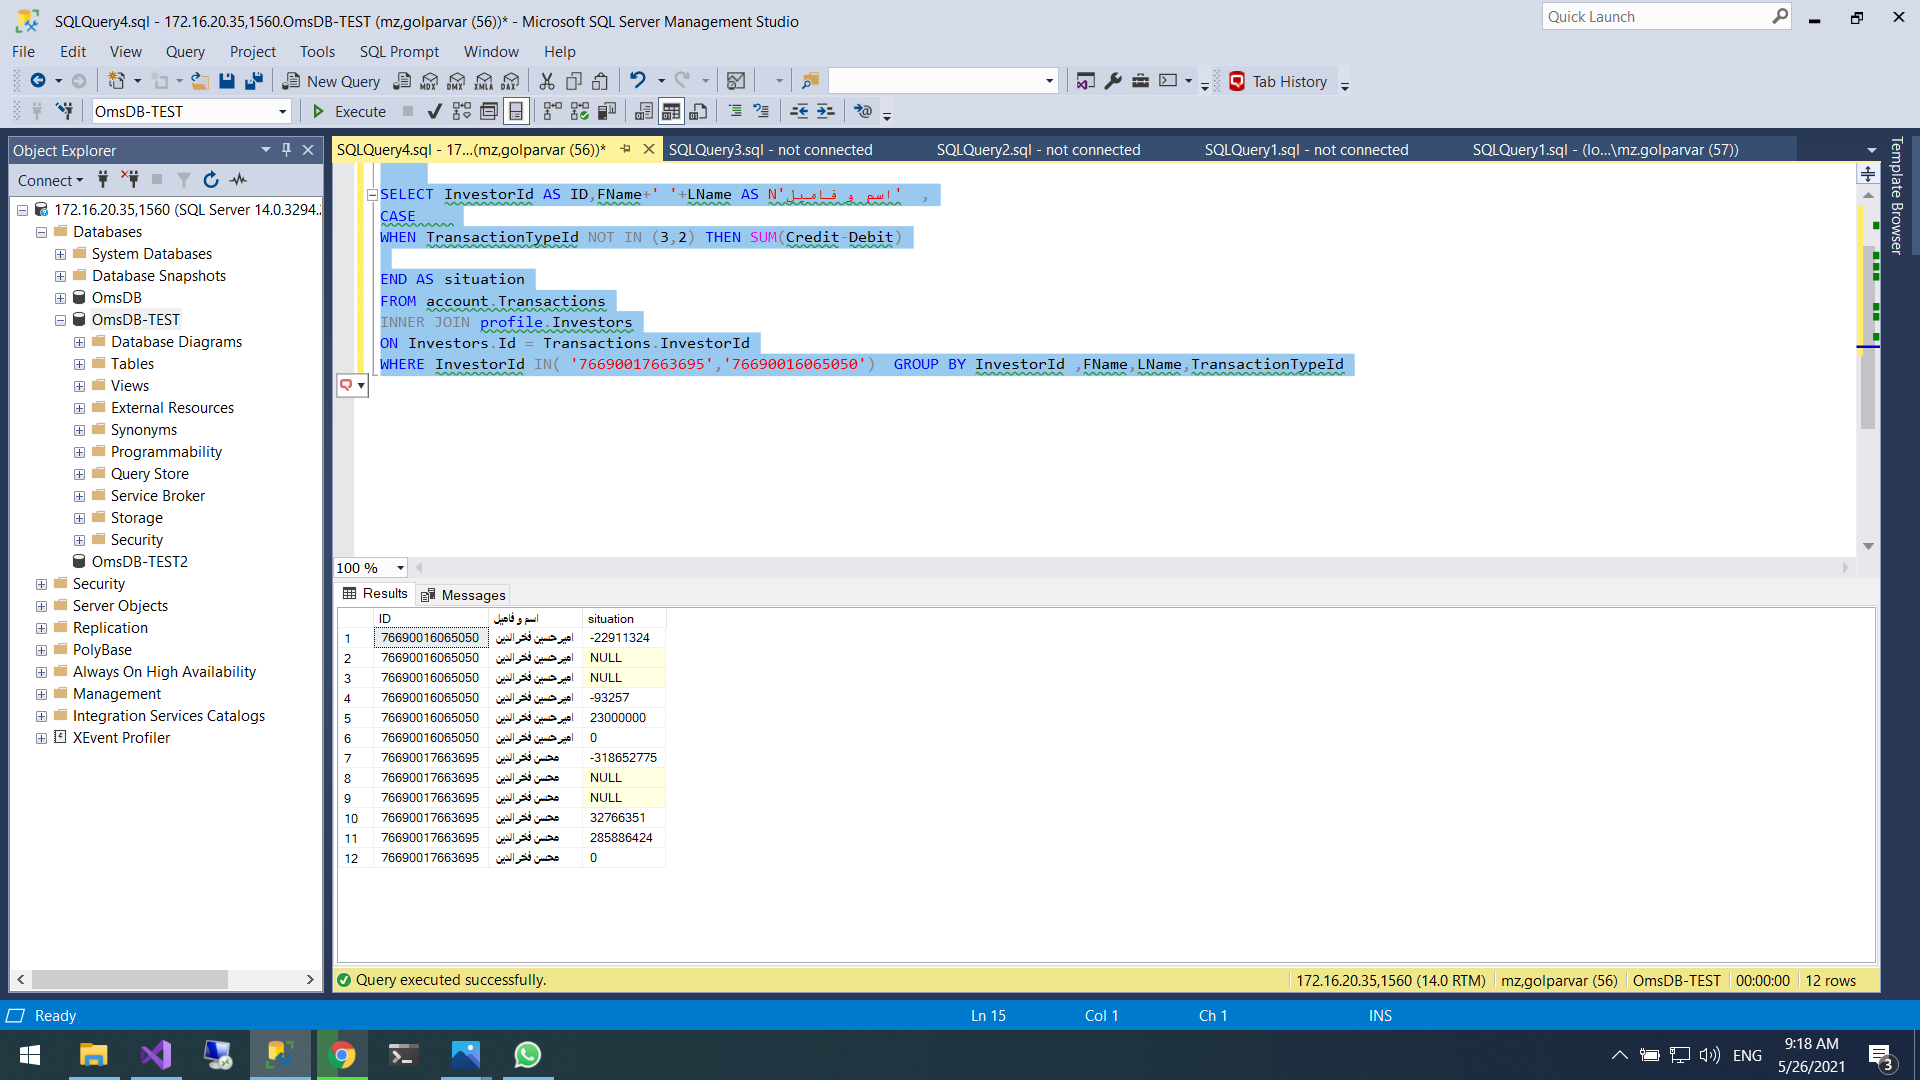 SQLQuery4.sql - 172.16.20.35,1560.OmsDB-TEST (mz,golparvar (56))* - Microsoft SQL Server Management Studio
Quick Launch
File Edit View Query Project Tools SQL Prompt Window Help
New Query
MDX DMX XMLA DAX
Tab History
OmsDB-TEST
Execute
Object Explorer
SQLQuery4.sql - 17...(mz,golparvar (56))*
SQLQuery3.sql - not connected
SQLQuery2.sql - not connected
SQLQuery1.sql - not connected
SQLQuery1.sql - (lo...\mz.golparvar (57))
Template Browser
Connect
172.16.20.35,1560 (SQL Server 14.0.3294.
Databases
System Databases
Database Snapshots
OmsDB
OmsDB-TEST
Database Diagrams
Tables
Views
External Resources
Synonyms
Programmability
Query Store
Service Broker
Storage
Security
OmsDB-TEST2
Security
Server Objects
Replication
PolyBase
Always On High Availability
Management
Integration Services Catalogs
XEvent Profiler
SELECT InvestorId AS ID,FName+' '+LName AS N'اسم و فامیل' ,
CASE
WHEN TransactionTypeId NOT IN (3,2) THEN SUM(Credit-Debit)
END AS situation
FROM account.Transactions
INNER JOIN profile.Investors
ON Investors.Id = Transactions.InvestorId
WHERE InvestorId IN( '76690017663695','76690016065050') GROUP BY InvestorId ,FName,LName,TransactionTypeId
100 %
Results Messages
ID اسم و فامیل situation
1 76690016065050 امیرحسین فخرالدین -22911324
2 76690016065050 امیرحسین فخرالدین NULL
3 76690016065050 امیرحسین فخرالدین NULL
4 76690016065050 امیرحسین فخرالدین -93257
5 76690016065050 امیرحسین فخرالدین 23000000
6 76690016065050 امیرحسین فخرالدین 0
7 76690017663695 محسن فخرالدین -318652775
8 76690017663695 محسن فخرالدین NULL
9 76690017663695 محسن فخرالدین NULL
10 76690017663695 محسن فخرالدین 32766351
11 76690017663695 محسن فخرالدین 285886424
12 76690017663695 محسن فخرالدین 0
Query executed successfully.
172.16.20.35,1560 (14.0 RTM) mz,golparvar (56) OmsDB-TEST 00:00:00 12 rows
Ready
Ln 15 Col 1 Ch 1 INS
ENG
9:18 AM
5/26/2021
3